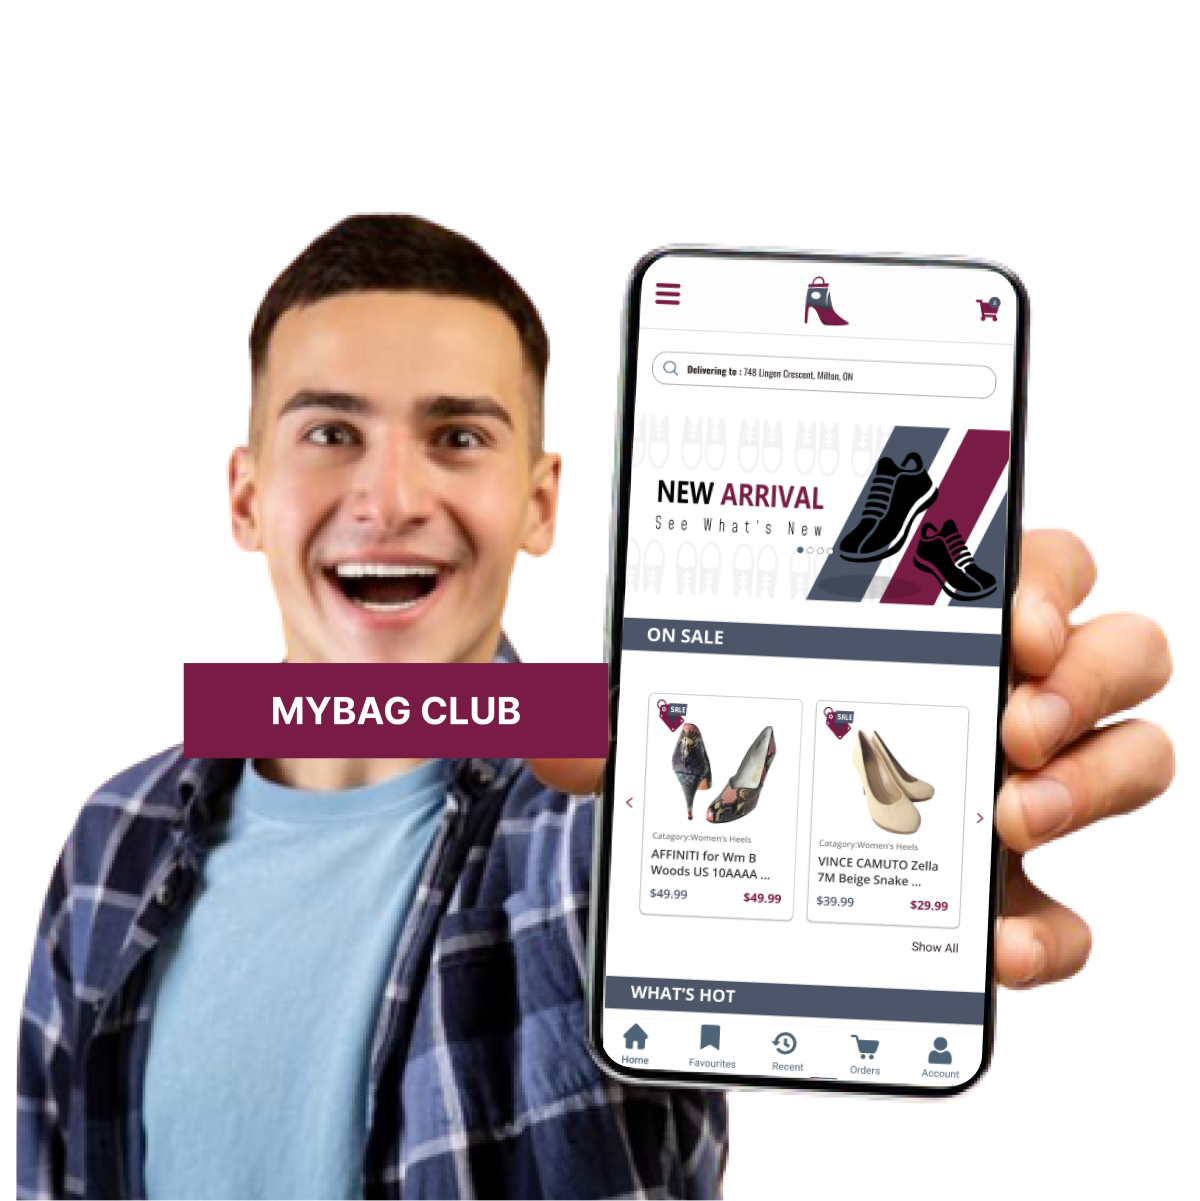 Delivering to : 748 Lingen Crescent, Milton, ON
NEW ARRIVAL
See What's New
ON SALE
MYBAG CLUB
SALE
SALE
Catagory:Women's Heels
AFFINITI for Wm B
Woods US 10AAAA ...
$49.99 $49.99
Catagory:Women's Heels
VINCE CAMUTO Zella
7M Beige Snake ...
$39.99 $29.99
Show All
WHAT'S HOT
Home
Favourites
Recent
Orders
Account